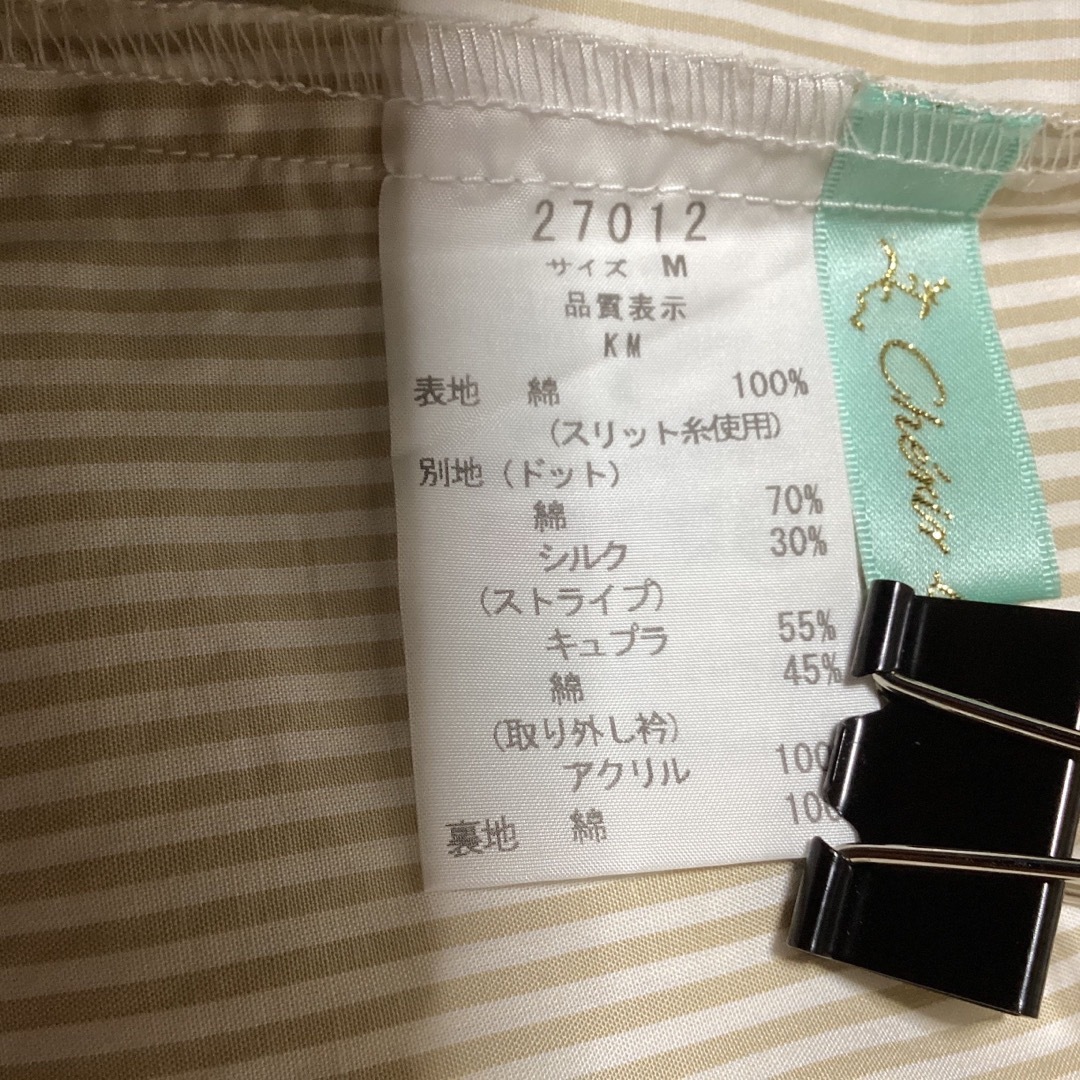 27012
サイズ M
品質表示
KM
表地 綿 100%
(スリット糸使用)
別地(ドット)
綿 70%
シルク 30%
(ストライプ)
キュプラ 55%
綿 45%
(取り外し衿)
アクリル 100
裏地 綿 100